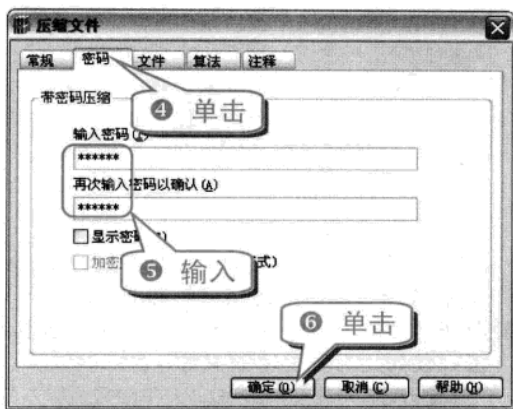 压缩文件
常规 密码 文件 算法 注释
带密码压缩
❹ 单击
输入密码
******
再次输入密码以确认(A)
******
显示密
加密 式)
❺ 输入
❻ 单击
确定(O) 取消(C) 帮助(H)